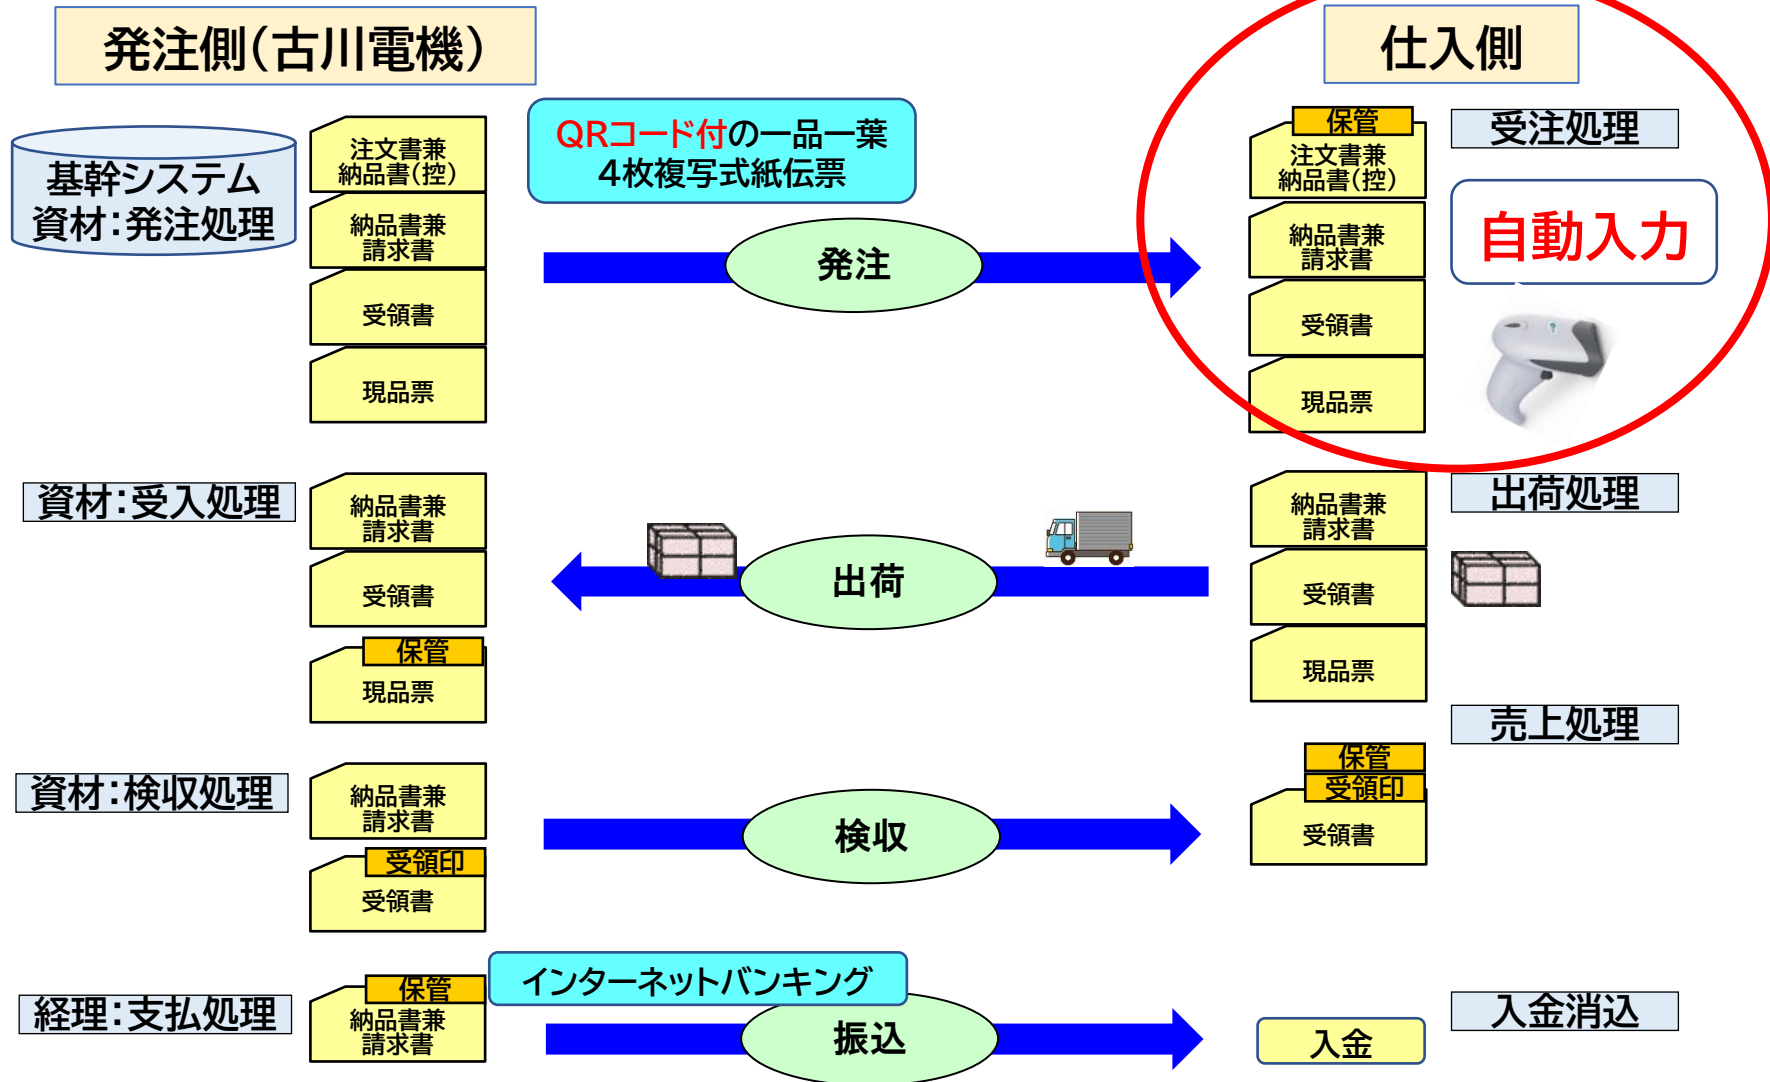 発注側（古川電機）
仕入側
基幹システム
資材：発注処理
注文書兼
納品書（控）
納品書兼
請求書
受領書
現品票
QRコード付の一品一葉
４枚複写式紙伝票
発注
保管
注文書兼
納品書（控）
納品書兼
請求書
受領書
現品票
受注処理
自動入力
資材：受入処理
納品書兼
請求書
受領書
保管
現品票
出荷
納品書兼
請求書
受領書
現品票
出荷処理
売上処理
資材：検収処理
納品書兼
請求書
受領印
受領書
検収
保管
受領印
受領書
経理：支払処理
保管
納品書兼
請求書
インターネットバンキング
振込
入金
入金消込